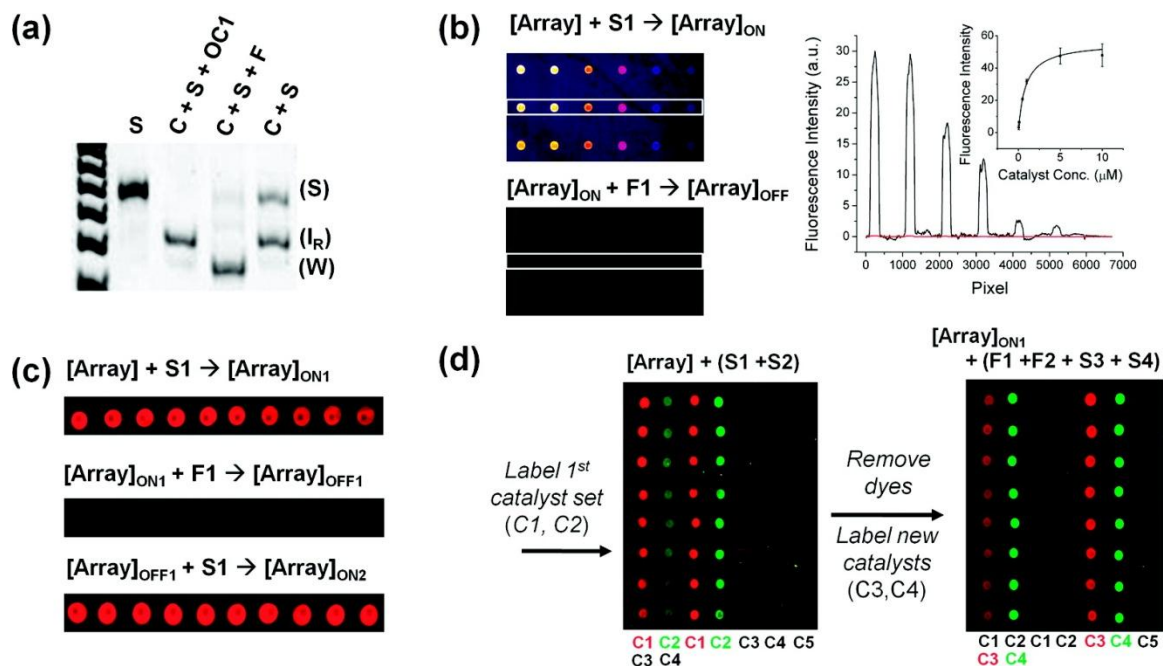 (a)
S
C + S + OC1
C + S + F
C + S
(S)
(I_R)
(W)
(b)
[Array] + S1 → [Array]ON
[Array]ON + F1 → [Array]OFF
Fluorescence Intensity (a.u.)
30
25
20
15
10
5
0
0 1000 2000 3000 4000 5000 6000 7000
Pixel
Fluorescence Intensity
60
40
20
0
0 5 10
Catalyst Conc. (μM)
(c)
[Array] + S1 → [Array]ON1
[Array]ON1 + F1 → [Array]OFF1
[Array]OFF1 + S1 → [Array]ON2
(d)
[Array] + (S1 +S2)
Label 1st
catalyst set
(C1, C2)
C1 C2 C1 C2 C3 C4 C5
C3 C4
Remove
dyes
Label new
catalysts
(C3,C4)
[Array]ON1
+ (F1 +F2 + S3 + S4)
C1 C2 C1 C2 C3 C4 C5
C3 C4